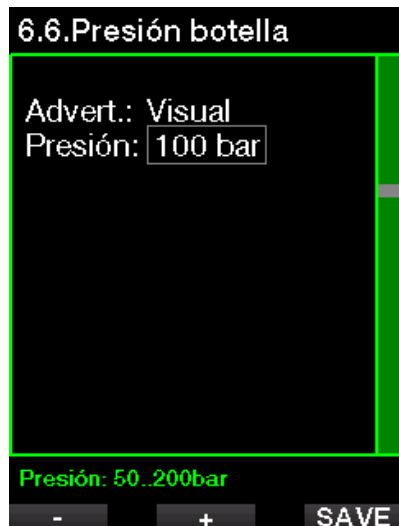 6.6.Presión botella
Advert.: Visual
Presión: 100 bar
Presión: 50..200bar
- + SAVE